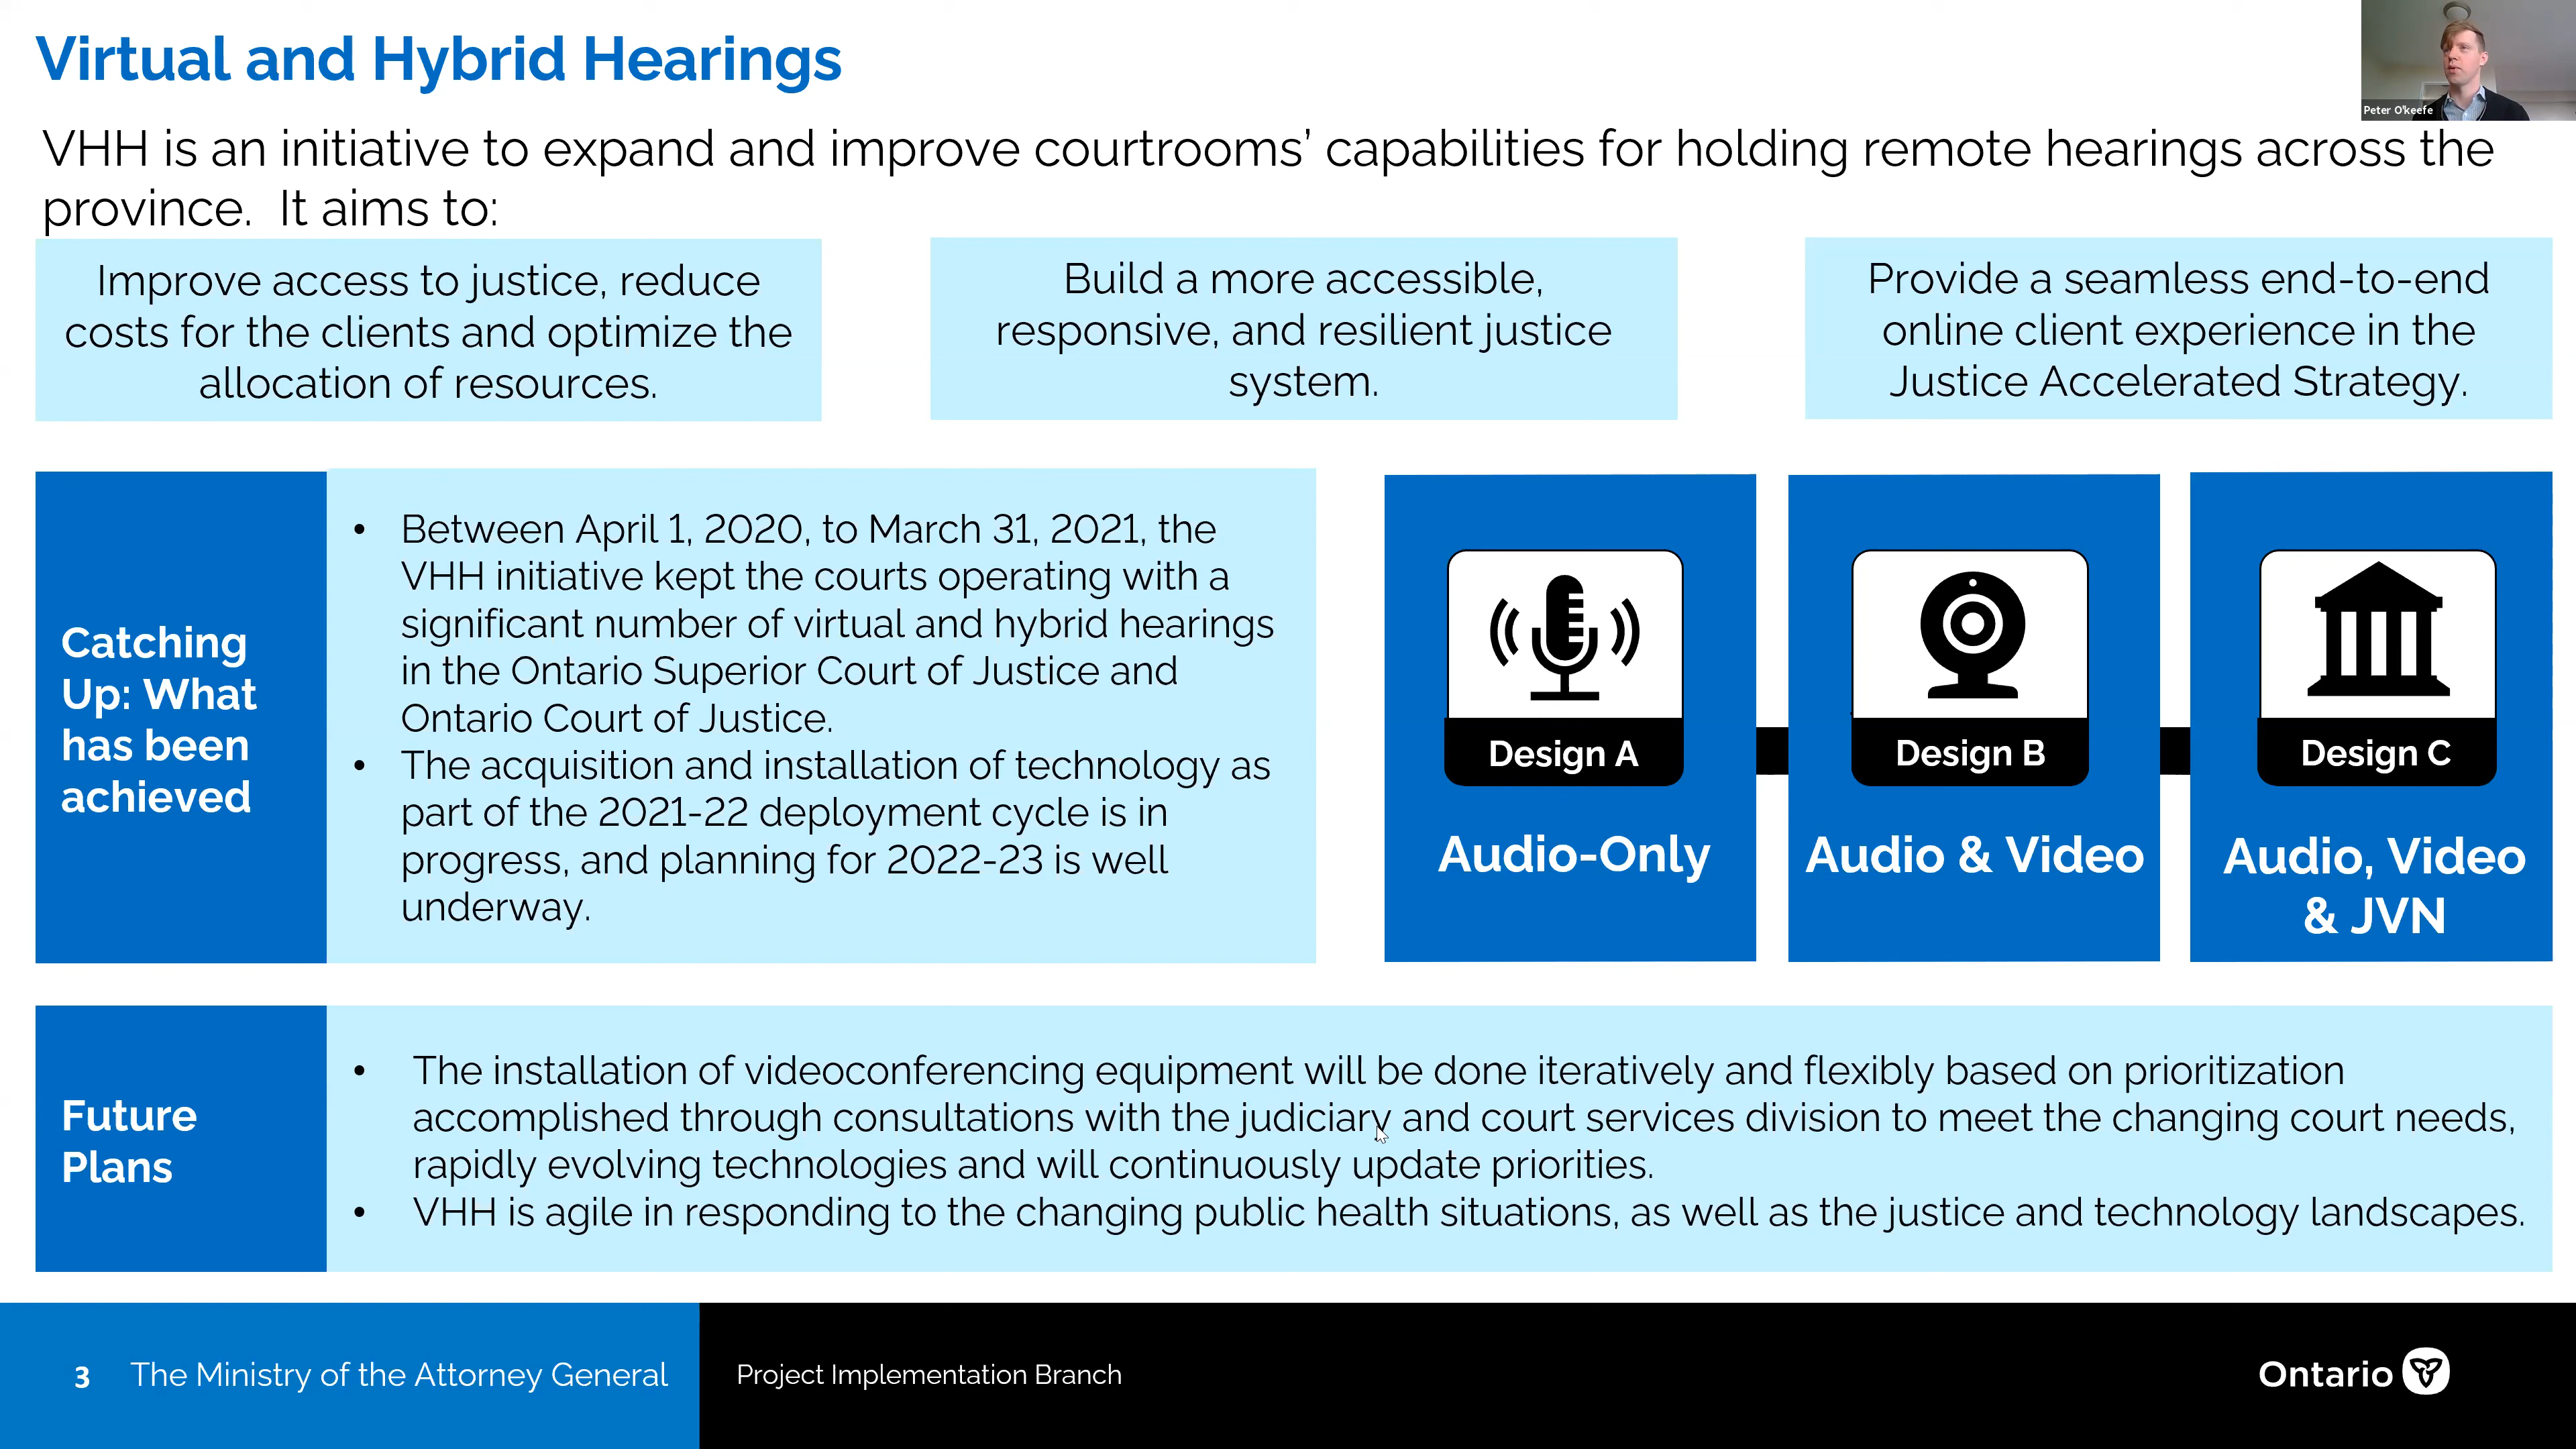 Virtual and Hybrid Hearings
Peter O'keefe
VHH is an initiative to expand and improve courtrooms’ capabilities for holding remote hearings across the
province. It aims to:
Improve access to justice, reduce
costs for the clients and optimize the
allocation of resources.
Build a more accessible,
responsive, and resilient justice
system.
Provide a seamless end-to-end
online client experience in the
Justice Accelerated Strategy.
Catching
Up: What
has been
achieved
• Between April 1, 2020, to March 31, 2021, the
VHH initiative kept the courts operating with a
significant number of virtual and hybrid hearings
in the Ontario Superior Court of Justice and
Ontario Court of Justice.
• The acquisition and installation of technology as
part of the 2021-22 deployment cycle is in
progress, and planning for 2022-23 is well
underway.
Design A
Audio-Only
Design B
Audio & Video
Design C
Audio, Video
& JVN
Future
Plans
• The installation of videoconferencing equipment will be done iteratively and flexibly based on prioritization
accomplished through consultations with the judiciary and court services division to meet the changing court needs,
rapidly evolving technologies and will continuously update priorities.
• VHH is agile in responding to the changing public health situations, as well as the justice and technology landscapes.
3 The Ministry of the Attorney General
Project Implementation Branch
Ontario